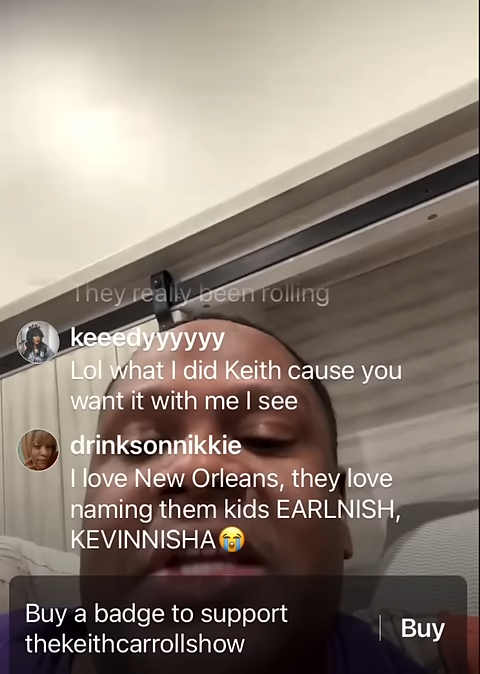 They really been rolling
keeedyyyyyy
Lol what I did Keith cause you
want it with me I see
drinksonnikkie
I love New Orleans, they love
naming them kids EARLNISH,
KEVINNISHA😭
Buy a badge to support
thekeithcarrollshow
Buy